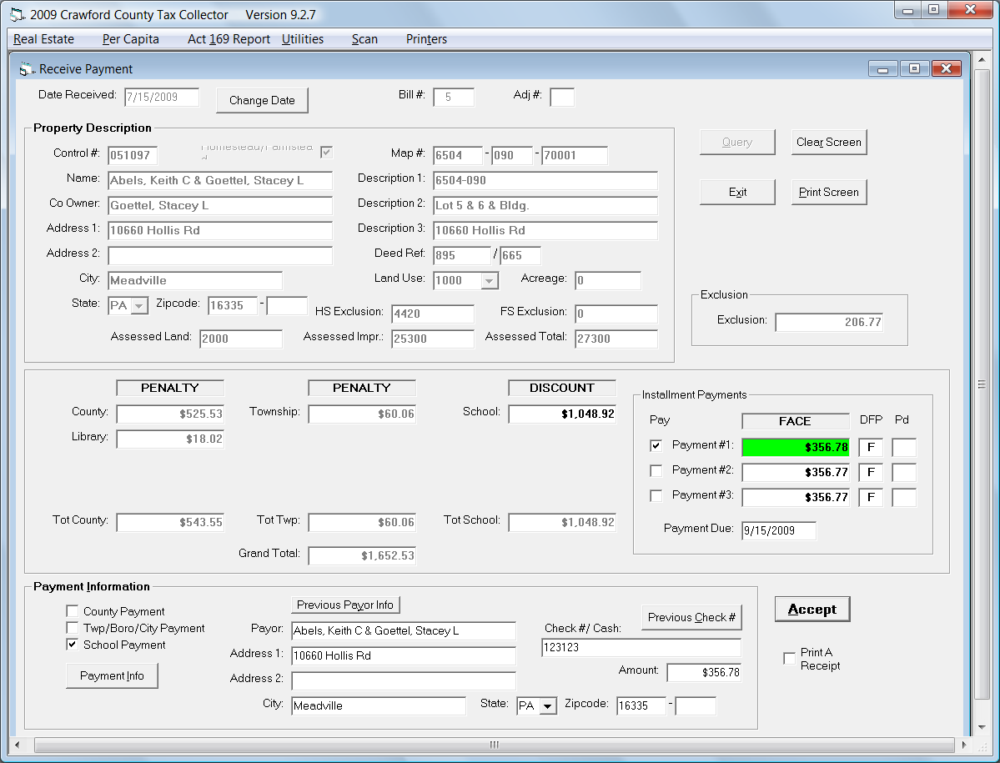 2009 Crawford County Tax Collector Version 9.2.7
Real Estate Per Capita Act 169 Report Utilities Scan Printers
Receive Payment
Date Received: 7/15/2009 Change Date Bill #: 5 Adj #:
Property Description
Control #: 051097 Homestead/Farmstead Map #: 6504 - 090 - 70001 Query Clear Screen
Name: Abels, Keith C & Goettel, Stacey L Description 1: 6504-090
Co Owner: Goettel, Stacey L Description 2: Lot 5 & 6 & Bldg. Exit Print Screen
Address 1: 10660 Hollis Rd Description 3: 10660 Hollis Rd
Address 2: Deed Ref: 895 / 665
City: Meadville Land Use: 1000 Acreage: 0
Exclusion
State: PA Zipcode: 16335 - HS Exclusion: 4420 FS Exclusion: 0 Exclusion: 206.77
Assessed Land: 2000 Assessed Impr.: 25300 Assessed Total: 27300
PENALTY PENALTY DISCOUNT
Installment Payments
County: $525.53 Township: $60.06 School: $1,048.92 Pay FACE DFP Pd
Library: $18.02 Payment #1: $356.78 F
Payment #2: $356.77 F
Payment #3: $356.77 F
Tot County: $543.55 Tot Twp: $60.06 Tot School: $1,048.92 Payment Due: 9/15/2009
Grand Total: $1,652.53
Payment Information
County Payment Previous Payor Info Accept
Twp/Boro/City Payment Payor: Abels, Keith C & Goettel, Stacey L Check #/ Cash: Previous Check #
School Payment Address 1: 10660 Hollis Rd 123123 Print A
Receipt
Payment Info Address 2: Amount: $356.78
City: Meadville State: PA Zipcode: 16335 -